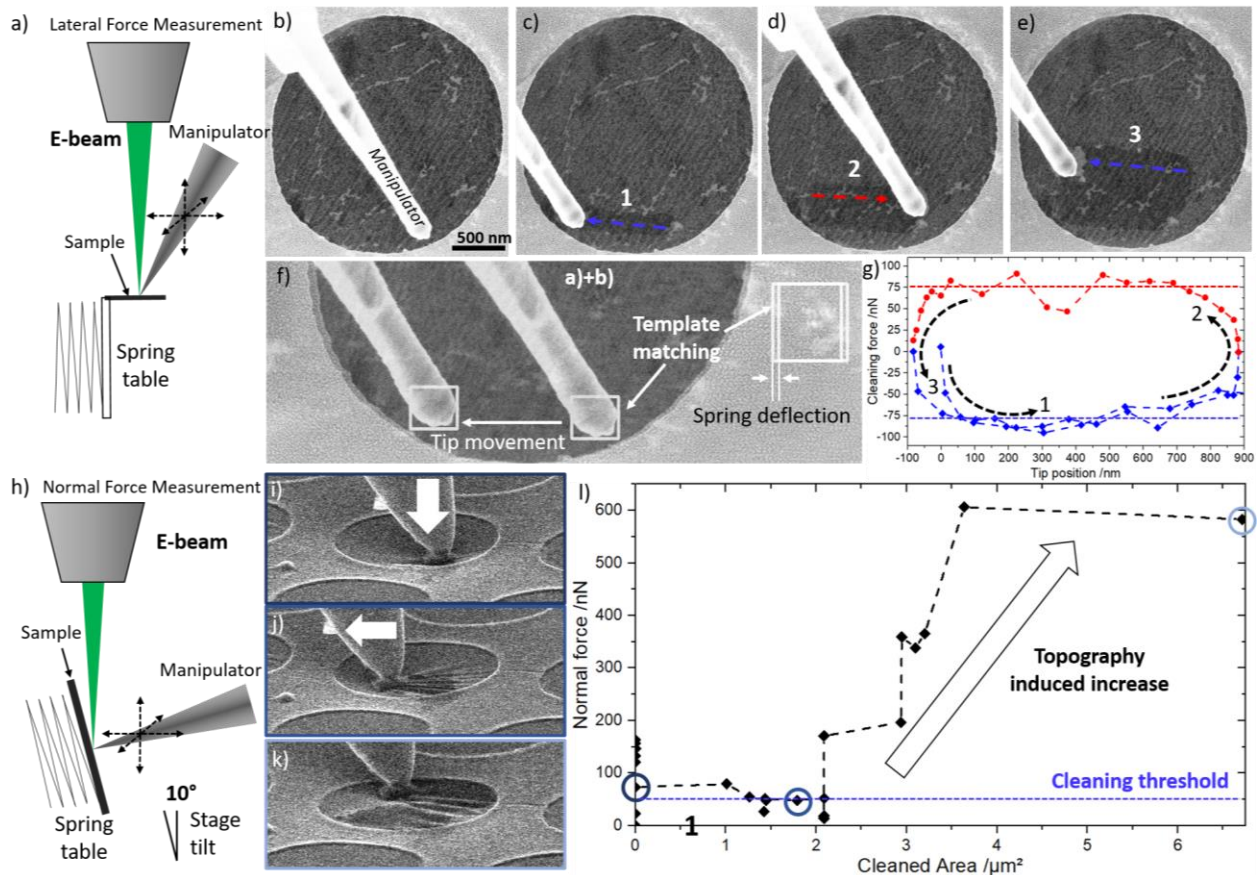 a)
Lateral Force Measurement
E-beam
Manipulator
Sample
Spring
table
b)
Manipulator
500 nm
c)
1
d)
2
e)
3
f)
a)+b)
Template
matching
Tip movement
Spring deflection
g)
Cleaning force /nN
100
75
50
25
0
-25
-50
-75
-100
2
3
1
-100 0 100 200 300 400 500 600 700 800 900
Tip position /nm
h)
Normal Force Measurement
E-beam
Sample
Manipulator
10°
Stage
tilt
Spring
table
i)
j)
k)
l)
Normal force /nN
600
500
400
300
200
100
0
Topography
induced increase
Cleaning threshold
1
0 1 2 3 4 5 6
Cleaned Area /µm²